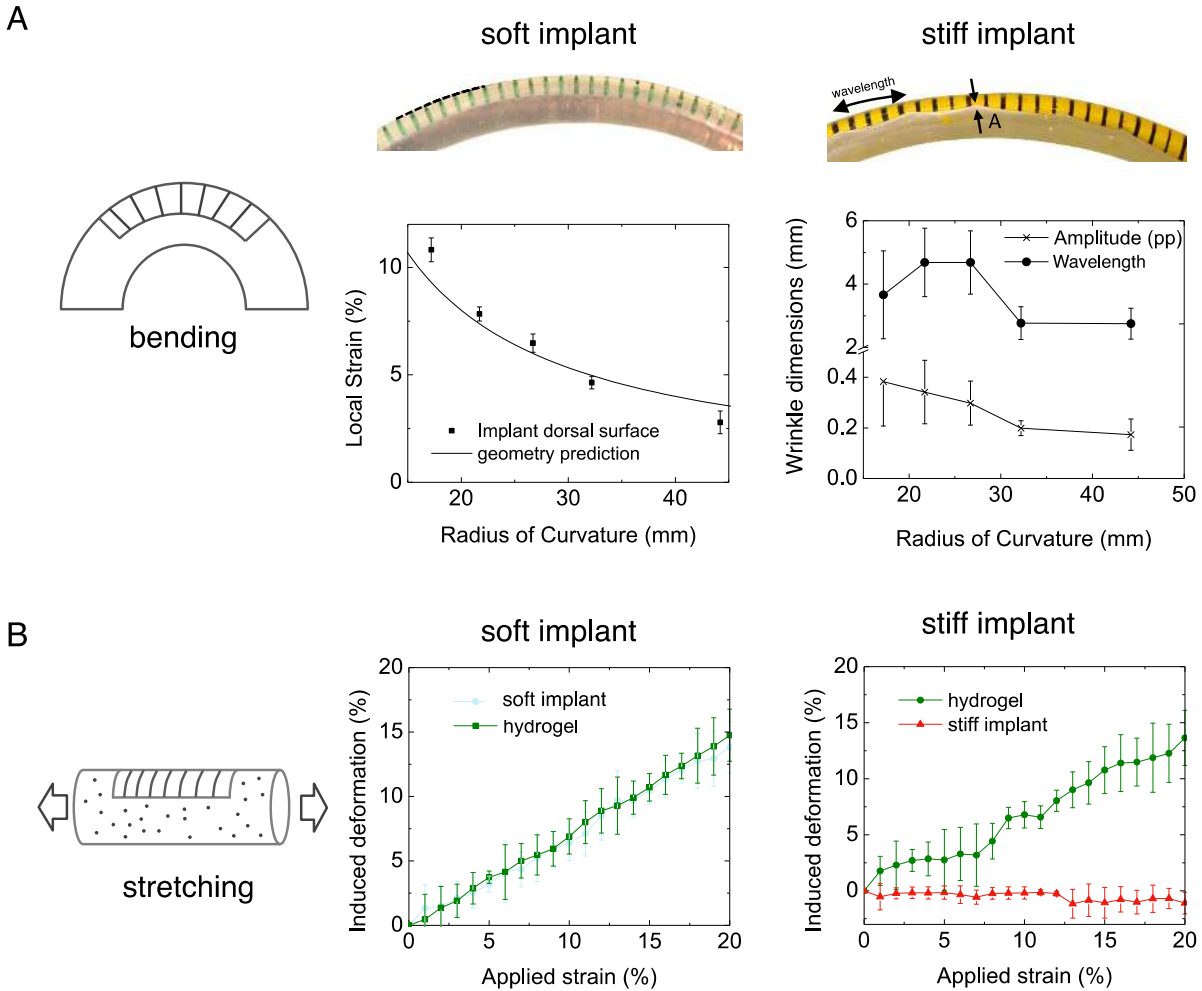 A
soft implant
stiff implant
wavelength
A
bending
Local Strain (%)
10
5
0
20
30
40
Implant dorsal surface
geometry prediction
Radius of Curvature (mm)
Wrinkle dimensions (mm)
6
4
2
0.4
0.2
0.0
Amplitude (pp)
Wavelength
20
30
40
50
Radius of Curvature (mm)
B
soft implant
stiff implant
stretching
Induced deformation (%)
20
15
10
5
0
soft implant
hydrogel
0
5
10
15
20
Applied strain (%)
Induced deformation (%)
20
15
10
5
0
hydrogel
stiff implant
0
5
10
15
20
Applied strain (%)